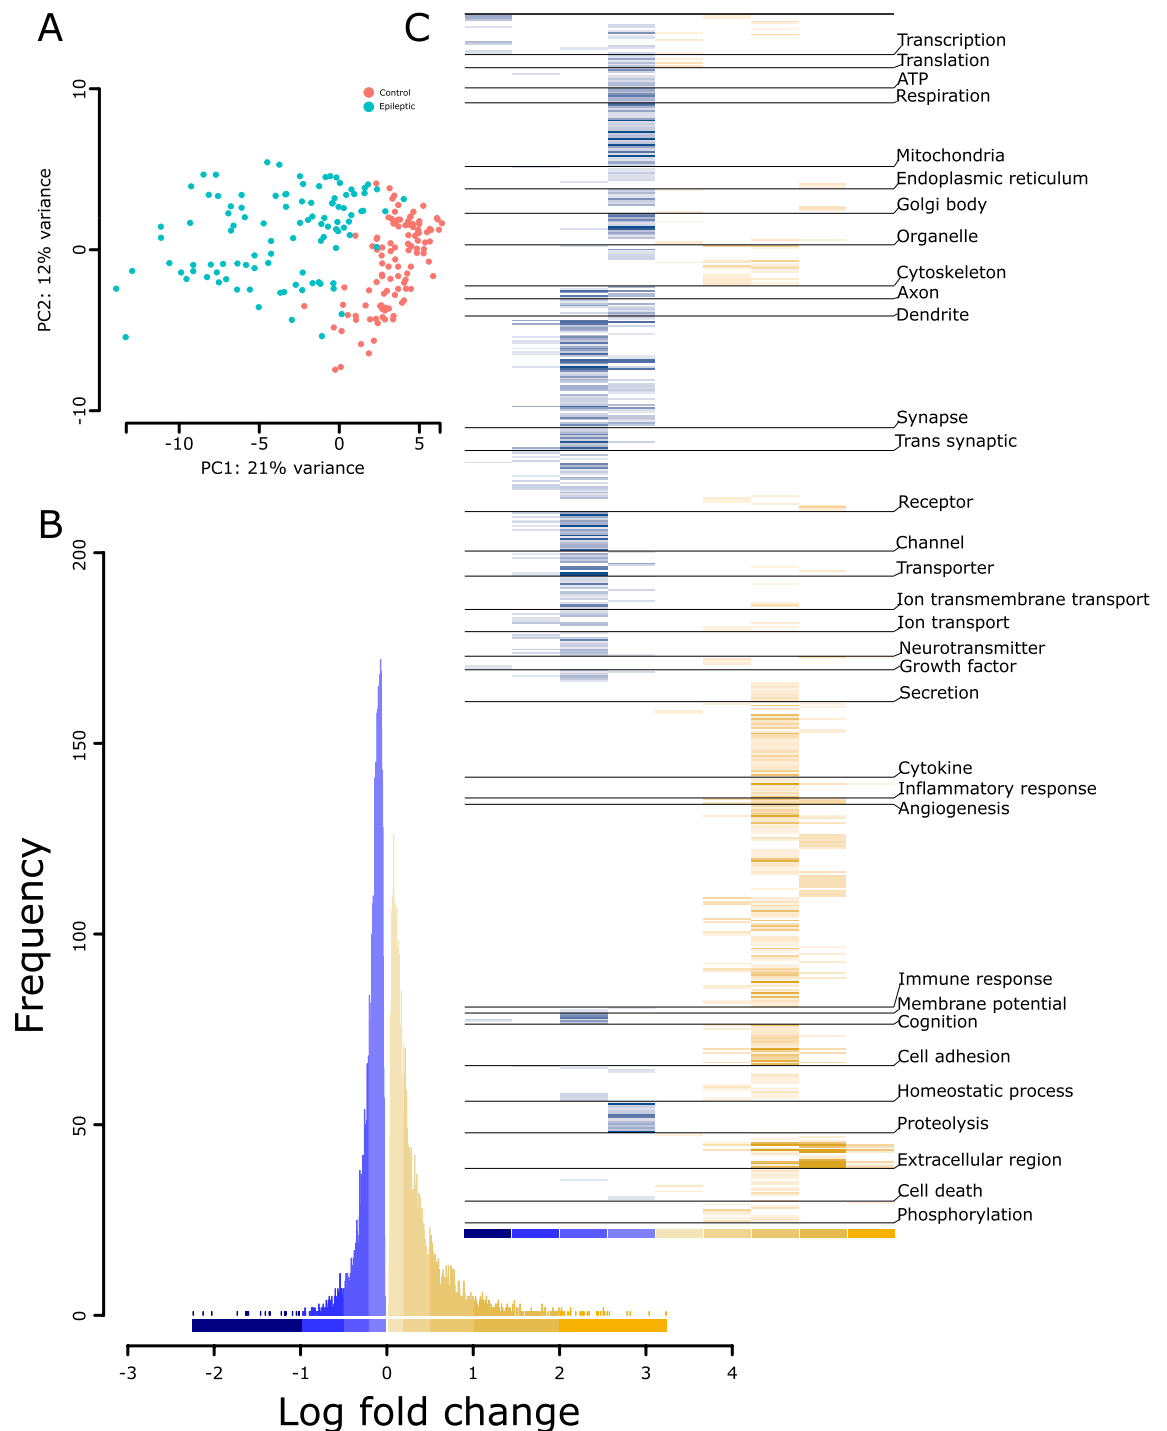 A
C
10
0
-10
PC2: 12% variance
Control
Epileptic
-10
-5
0
5
PC1: 21% variance
Transcription
Translation
ATP
Respiration
Mitochondria
Endoplasmic reticulum
Golgi body
Organelle
Cytoskeleton
Axon
Dendrite
Synapse
Trans synaptic
Receptor
Channel
Transporter
Ion transmembrane transport
Ion transport
Neurotransmitter
Growth factor
Secretion
Cytokine
Inflammatory response
Angiogenesis
Immune response
Membrane potential
Cognition
Cell adhesion
Homeostatic process
Proteolysis
Extracellular region
Cell death
Phosphorylation
B
200
150
100
50
0
Frequency
-3
-2
-1
0
1
2
3
4
Log fold change